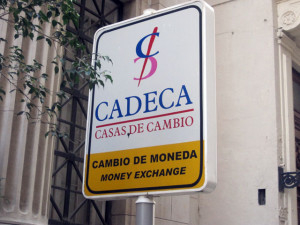 CADECA
CASAS DE CAMBIO
CAMBIO DE MONEDA
MONEY EXCHANGE